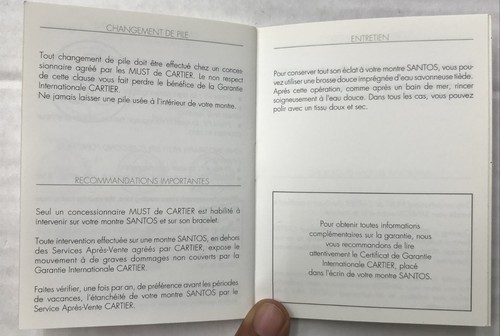 CHANGEMENT DE PILE
Tout changement de pile doit être effectué chez un conces
sionnaire agréé par les MUST de CARTIER. Le non respect
de cette clause vous fait perdre le bénéfice de la Garantie
Internationale CARTIER.
Ne jamais laisser une pile usée à l'intérieur de votre montre.
RECOMMANDATIONS IMPORTANTES
Seul un concessionnaire MUST de CARTIER est habilité à
intervenir sur votre montre SANTOS et sur son bracelet.
Toute intervention effectuée sur une montre SANTOS, en dehors
des Services Après-Vente agréés par CARTIER, expose le
mouvement à de graves dommages non couverts par la
Garantie Internationale CARTIER.
Faites vérifier, une fois par an, de préférence avant les périodes
de vacances, l'étanchéité de votre montre SANTOS par le
Service Après-Vente CARTIER.
ENTRETIEN
Pour conserver tout son éclat à votre montre SANTOS, vous pou-
vez utiliser une brosse douce imprégnée d'eau savonneuse tiède.
Après cette opération, comme après un bain de mer, rincer
soigneusement à l'eau douce. Dans tous les cas, vous pouvez
polir avec un tissu doux et sec.
Pour obtenir toutes informations
complémentaires sur la garantie, nous
vous recommandons de lire
attentivement le Certificat de Garantie
Internationale CARTIER, placé
dans l'écrin de votre montre SANTOS.